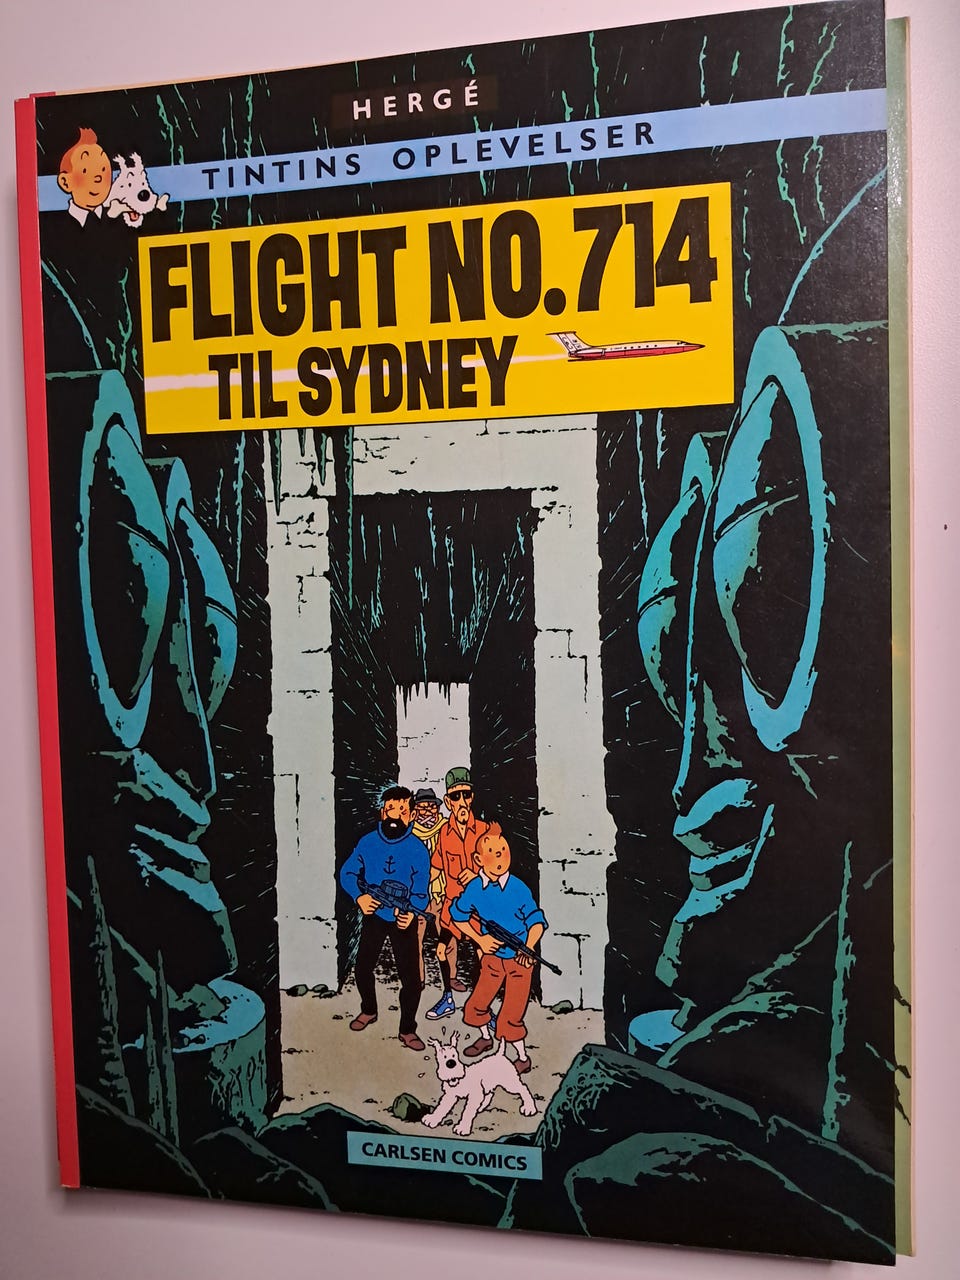 HERGÉ
TINTINS OPLEVELSER
FLIGHT NO.714
TIL SYDNEY
CARLSEN COMICS